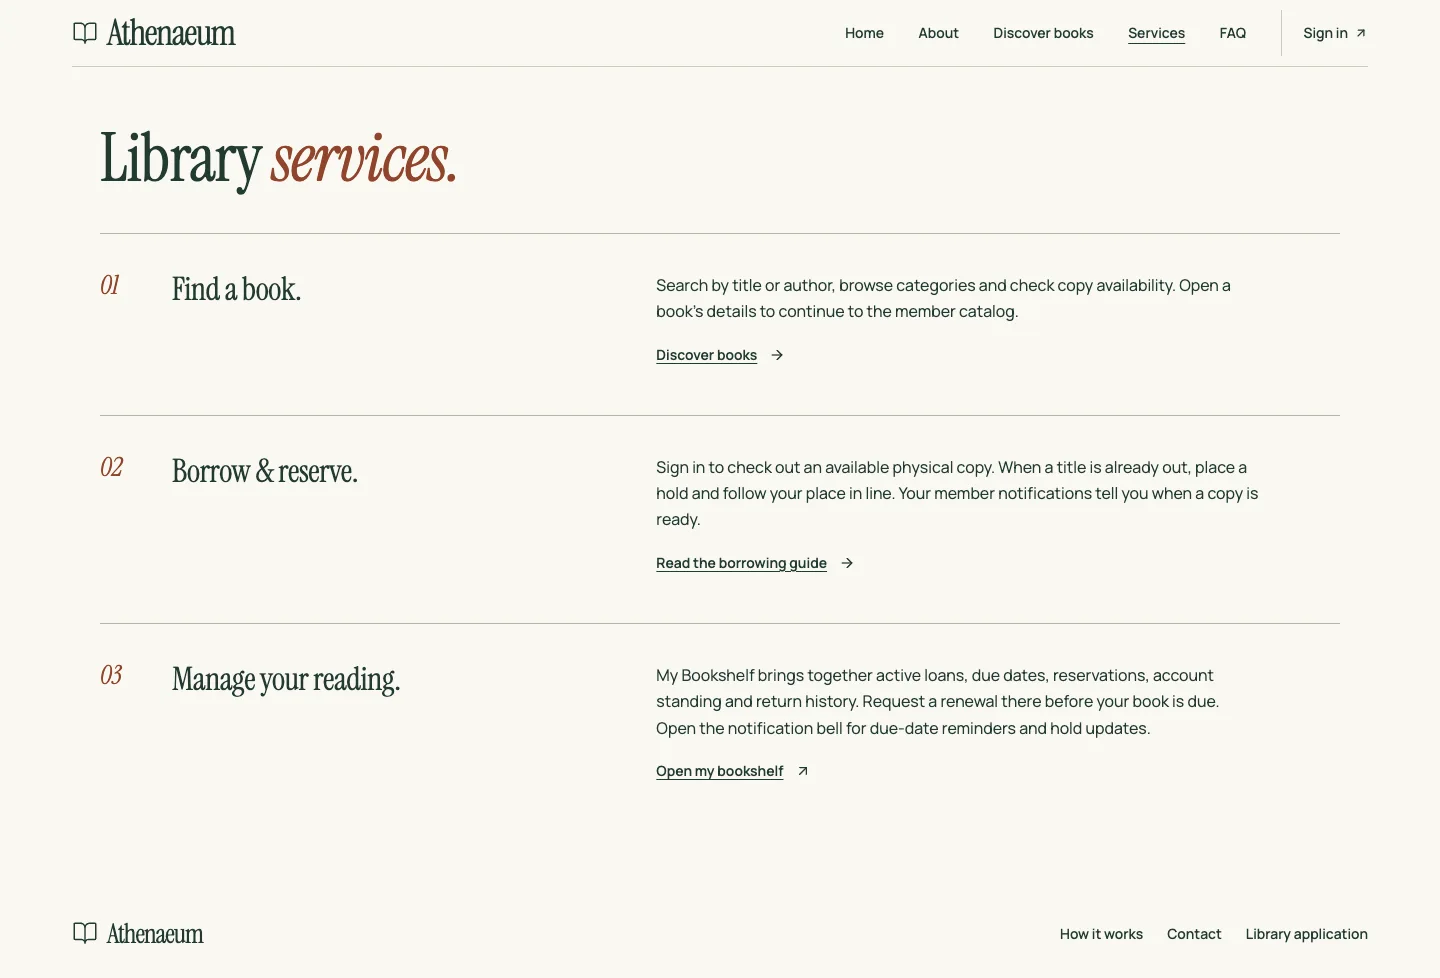 Athenaeum
Home
About
Discover books
Services
FAQ
Sign in
Library services.
01
Find a book.
Search by title or author, browse categories and check copy availability. Open a
book's details to continue to the member catalog.
Discover books
02
Borrow & reserve.
Sign in to check out an available physical copy. When a title is already out, place a
hold and follow your place in line. Your member notifications tell you when a copy is
ready.
Read the borrowing guide
03
Manage your reading.
My Bookshelf brings together active loans, due dates, reservations, account
standing and return history. Request a renewal there before your book is due.
Open the notification bell for due-date reminders and hold updates.
Open my bookshelf
Athenaeum
How it works
Contact
Library application